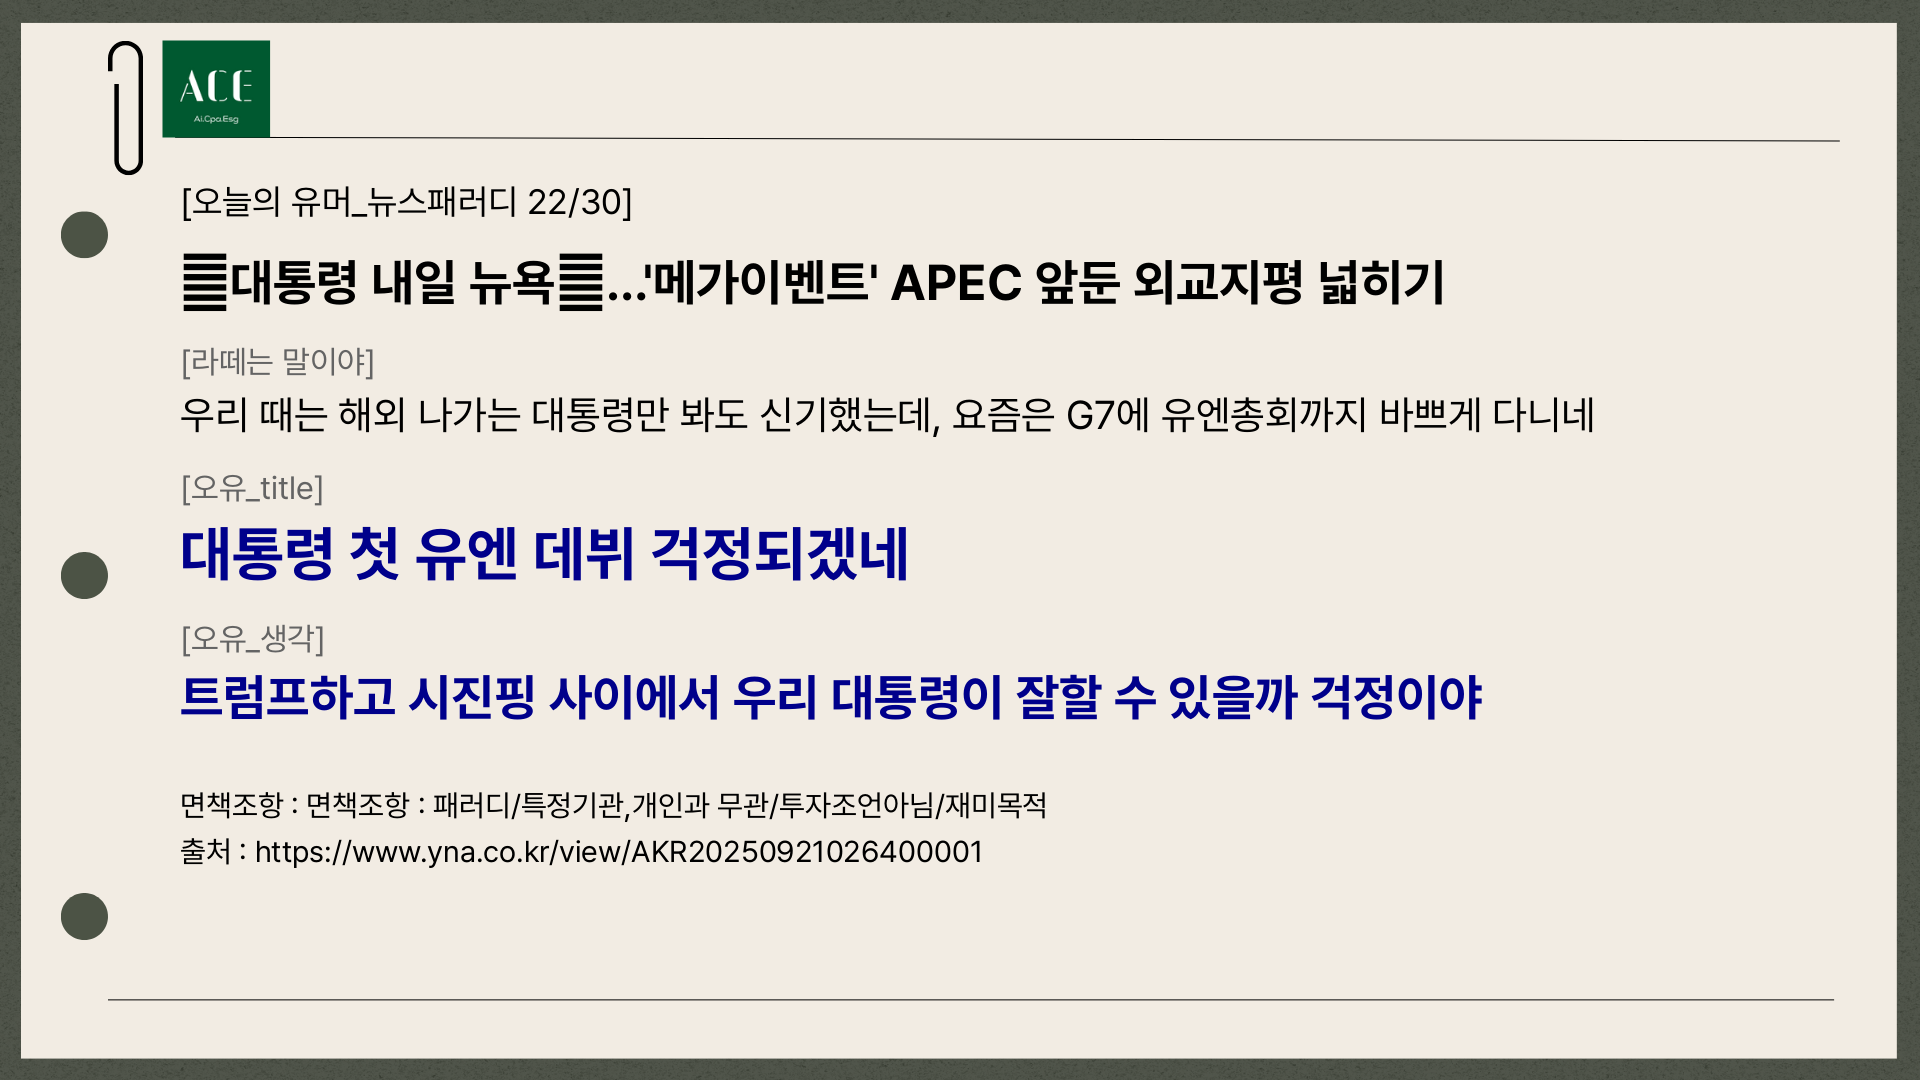 ACE
Ai.Cpa.Esg
[오늘의 유머_뉴스패러디 22/30]
䷀대통령 내일 뉴욕䷀...'메가이벤트' APEC 앞둔 외교지평 넓히기
[라떼는 말이야]
우리 때는 해외 나가는 대통령만 봐도 신기했는데, 요즘은 G7에 유엔총회까지 바쁘게 다니네
[오유_title]
대통령 첫 유엔 데뷔 걱정되겠네
[오유_생각]
트럼프하고 시진핑 사이에서 우리 대통령이 잘할 수 있을까 걱정이야
면책조항 : 면책조항 : 패러디/특정기관,개인과 무관/투자조언아님/재미목적
출처 : https://www.yna.co.kr/view/AKR20250921026400001